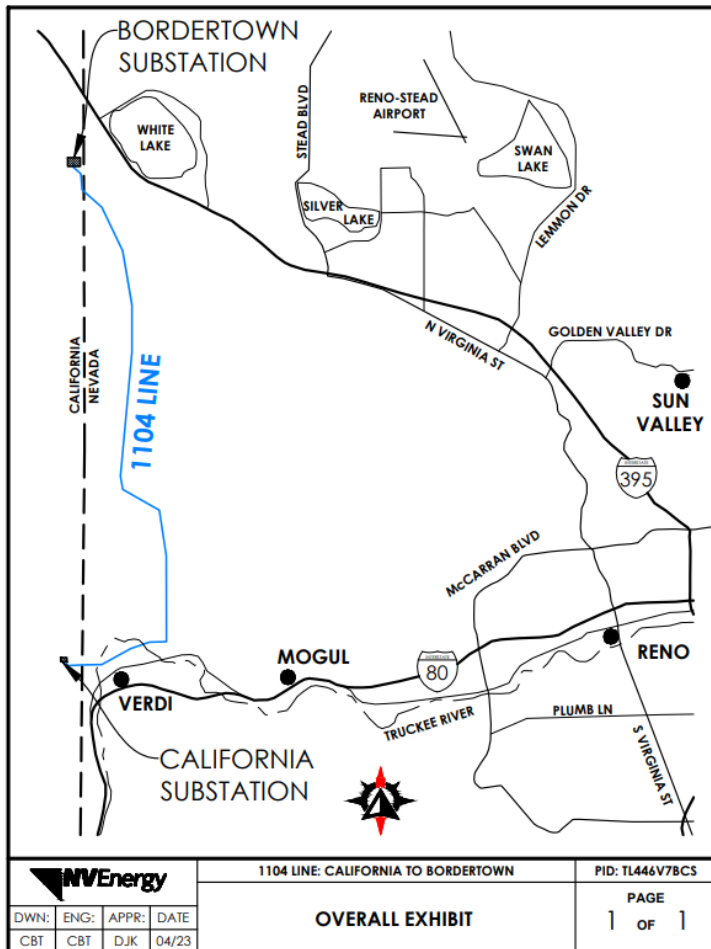 BORDERTOWN
SUBSTATION
WHITE
LAKE
STEAD BLVD
RENO-STEAD
AIRPORT
SWAN
LAKE
SILVER
LAKE
LEMMON DR
N VIRGINIA ST
GOLDEN VALLEY DR
SUN
VALLEY
CALIFORNIA
NEVADA
1104 LINE
INTERSTATE
395
McCARRAN BLVD
MOGUL
INTERSTATE
80
RENO
VERDI
TRUCKEE RIVER
PLUMB LN
S VIRGINIA ST
CALIFORNIA
SUBSTATION
NVEnergy
1104 LINE: CALIFORNIA TO BORDERTOWN
PID: TL446V7BCS
DWN: ENG: APPR: DATE
CBT CBT DJK 04/23
OVERALL EXHIBIT
PAGE
1 OF 1